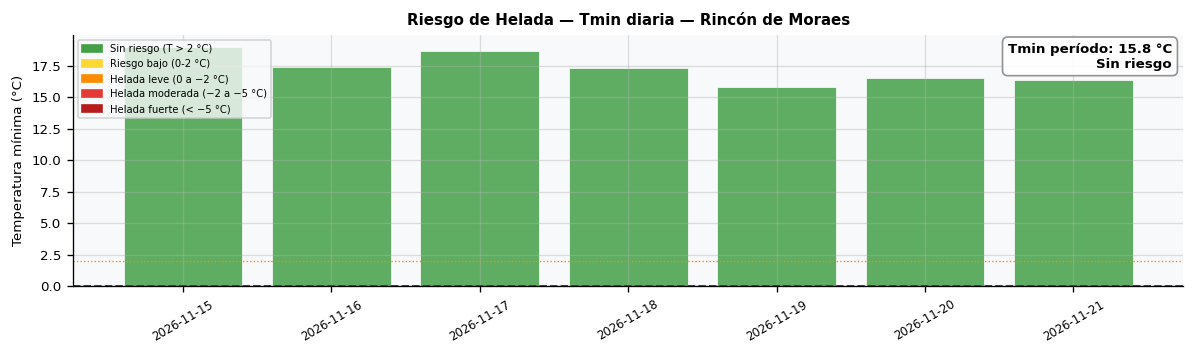 Riesgo de Helada — Tmin diaria — Rincón de Moraes
Sin riesgo (T > 2 °C)
Riesgo bajo (0-2 °C)
Helada leve (0 a −2 °C)
Helada moderada (−2 a −5 °C)
Helada fuerte (< −5 °C)
Tmin período: 15.8 °C
Sin riesgo
Temperatura mínima (°C)
17.5
15.0
12.5
10.0
7.5
5.0
2.5
0.0
2026-11-15
2026-11-16
2026-11-17
2026-11-18
2026-11-19
2026-11-20
2026-11-21